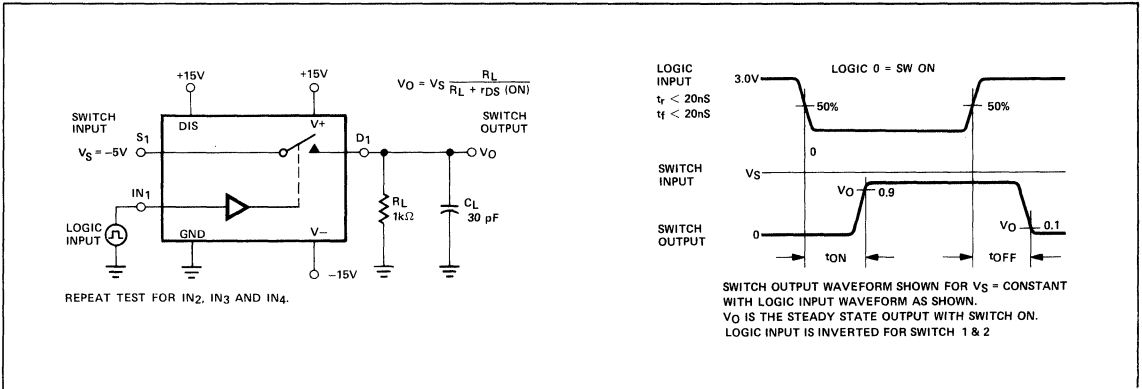 +15V
+15V
VO = VS RL / RL + rDS (ON)
SWITCH
INPUT
DIS
V+
SWITCH
OUTPUT
S1
D1
VS = –5V
VO
IN1
RL
1kΩ
CL
30 pF
LOGIC
INPUT
GND
V–
–15V
REPEAT TEST FOR IN2, IN3 AND IN4.
LOGIC
INPUT
tr < 20nS
tf < 20nS
3.0V
LOGIC 0 = SW ON
50%
50%
0
SWITCH
INPUT
VS
VO
0.9
SWITCH
OUTPUT
0
VO
0.1
tON
tOFF
SWITCH OUTPUT WAVEFORM SHOWN FOR VS = CONSTANT
WITH LOGIC INPUT WAVEFORM AS SHOWN.
VO IS THE STEADY STATE OUTPUT WITH SWITCH ON.
LOGIC INPUT IS INVERTED FOR SWITCH 1 & 2